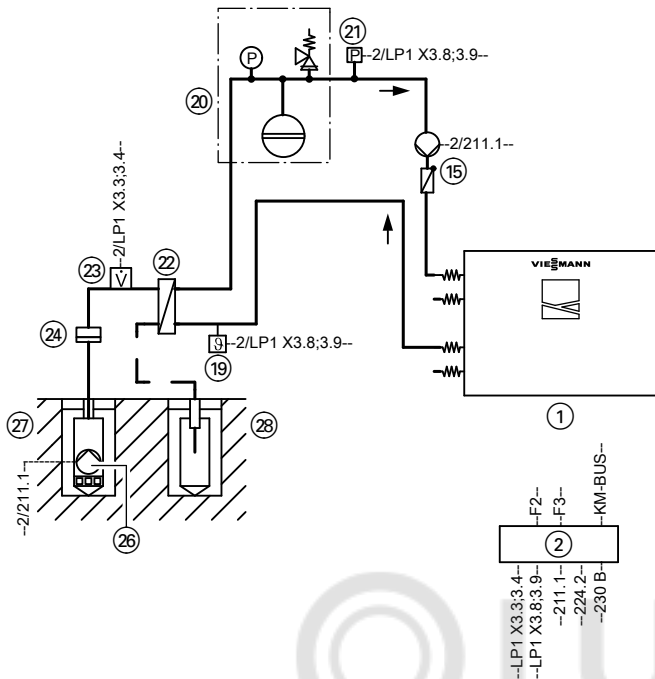 21
P
P
--2/LP1 X3.8;3.9--
20
--2/211.1--
15
--2/LP1 X3.3;3.4--
23
V
22
VIESSMANN
24
ϑ
--2/LP1 X3.8;3.9--
19
27
28
1
--2/211.1--
26
--F2--
--F3--
--KM-BUS--
2
--LP1 X3.3;3.4--
--LP1 X3.8;3.9--
--211.1--
--224.2--
--230 B--